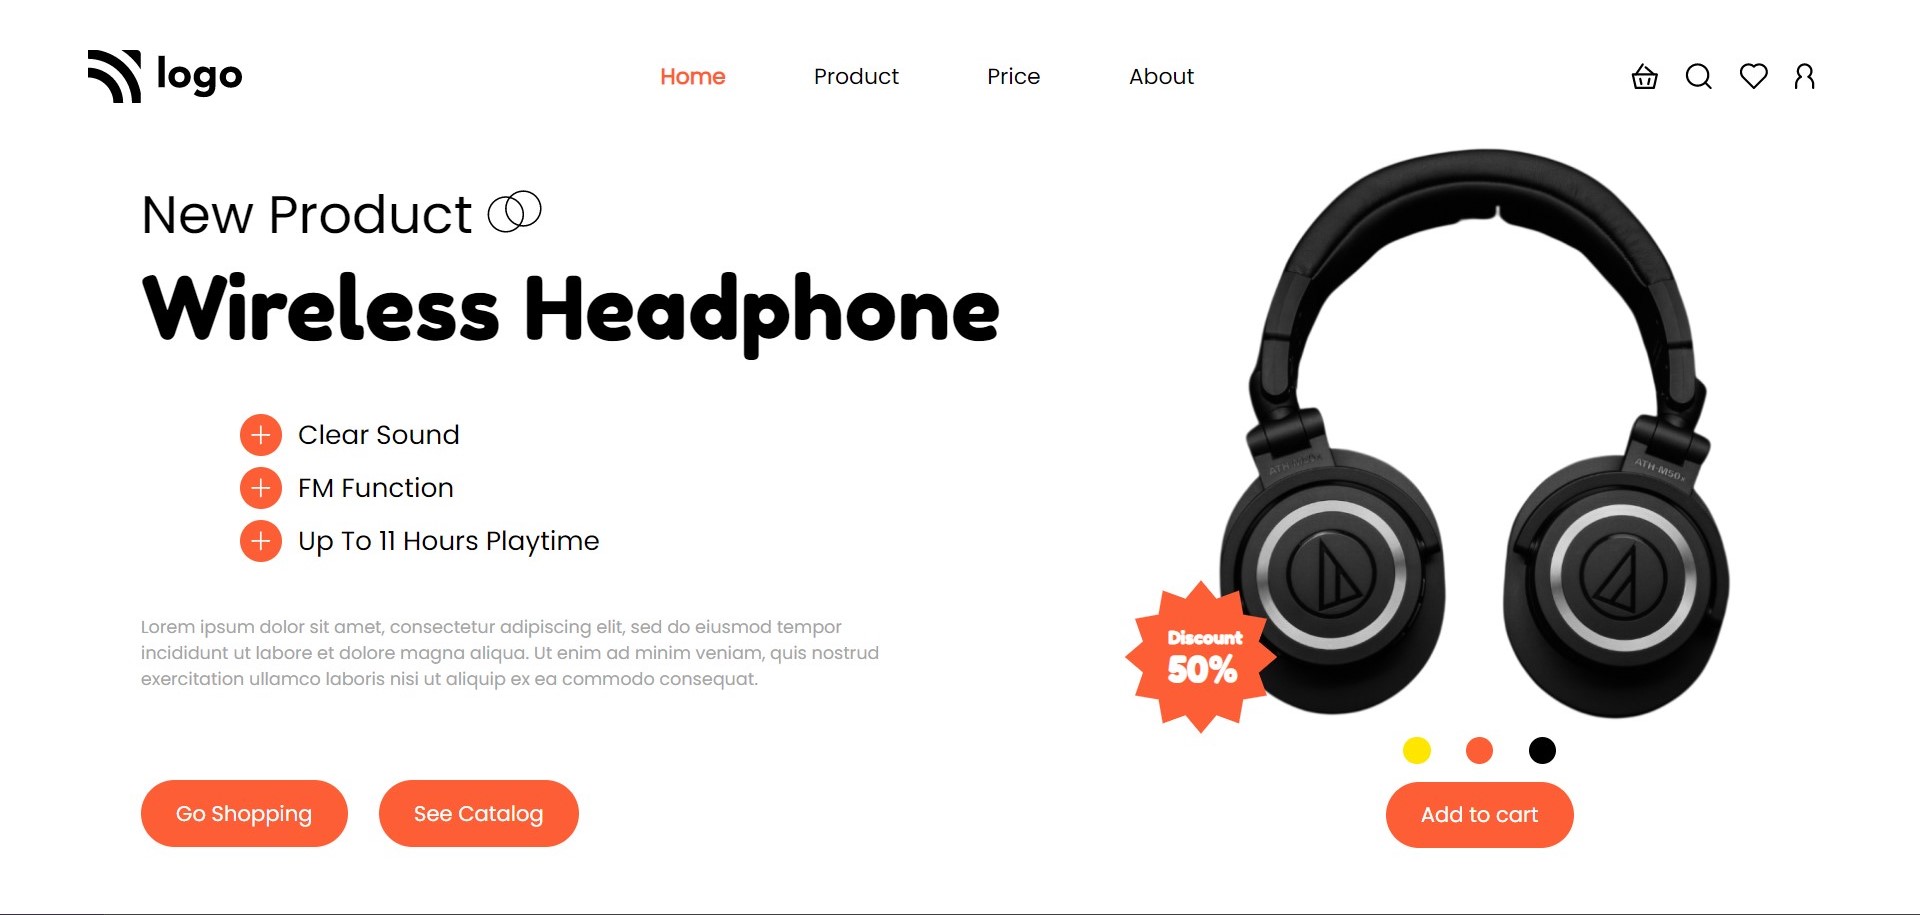 logo
Home
Product
Price
About
New Product
Wireless Headphone
Clear Sound
FM Function
Up To 11 Hours Playtime
Lorem ipsum dolor sit amet, consectetur adipiscing elit, sed do eiusmod tempor
incididunt ut labore et dolore magna aliqua. Ut enim ad minim veniam, quis nostrud
exercitation ullamco laboris nisi ut aliquip ex ea commodo consequat.
Go Shopping
See Catalog
ATH-M50x
ATH-M50x
Discount
50%
Add to cart